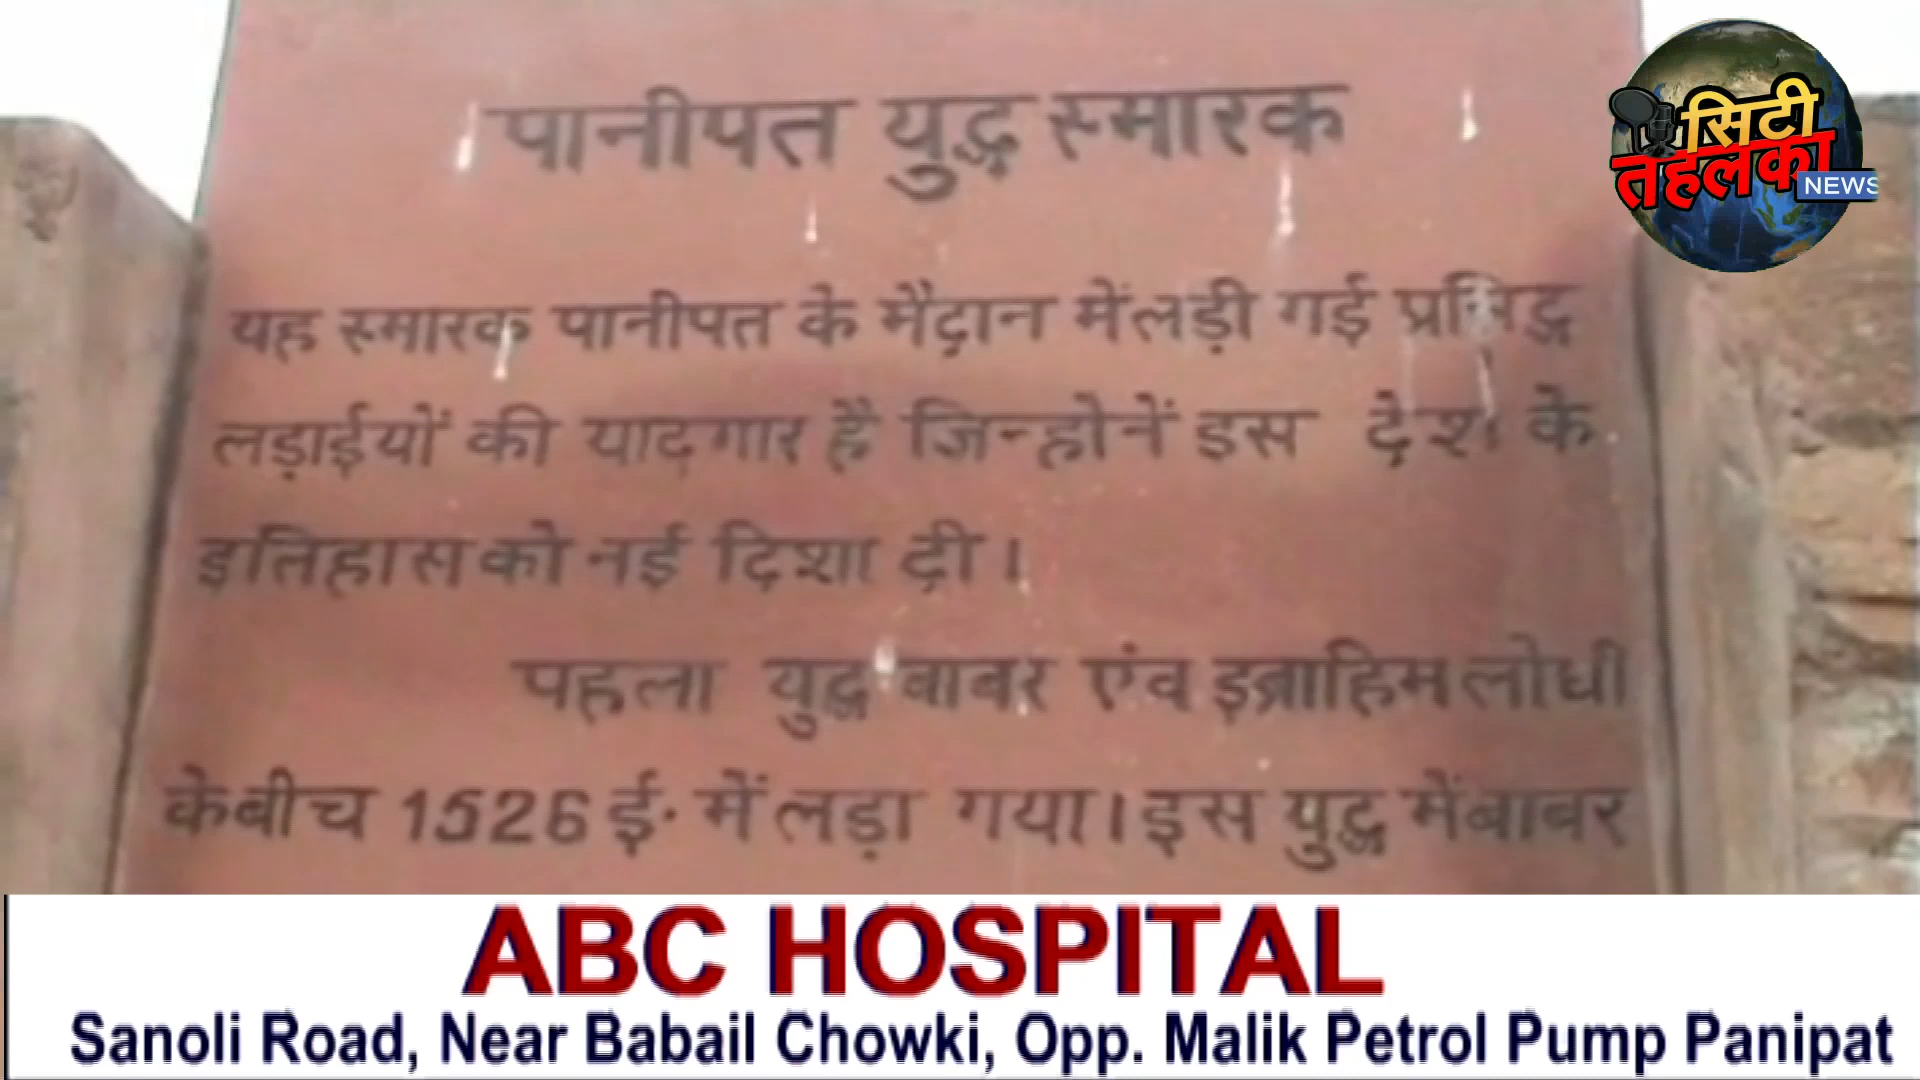 पानीपत युद्ध स्मारक
सिटी
तहलका
NEWS
यह स्मारक पानीपत के मैदान में लड़ी गई प्रसिद्ध
लड़ाईयों की यादगार है जिन्होनें इस देश के
इतिहास को नई दिशा दी।
पहला युद्ध बाबर एंव इब्राहिम लोधी
के बीच 1526 ई. में लड़ा गया। इस युद्ध में बाबर
ABC HOSPITAL
Sanoli Road, Near Babail Chowki, Opp. Malik Petrol Pump Panipat